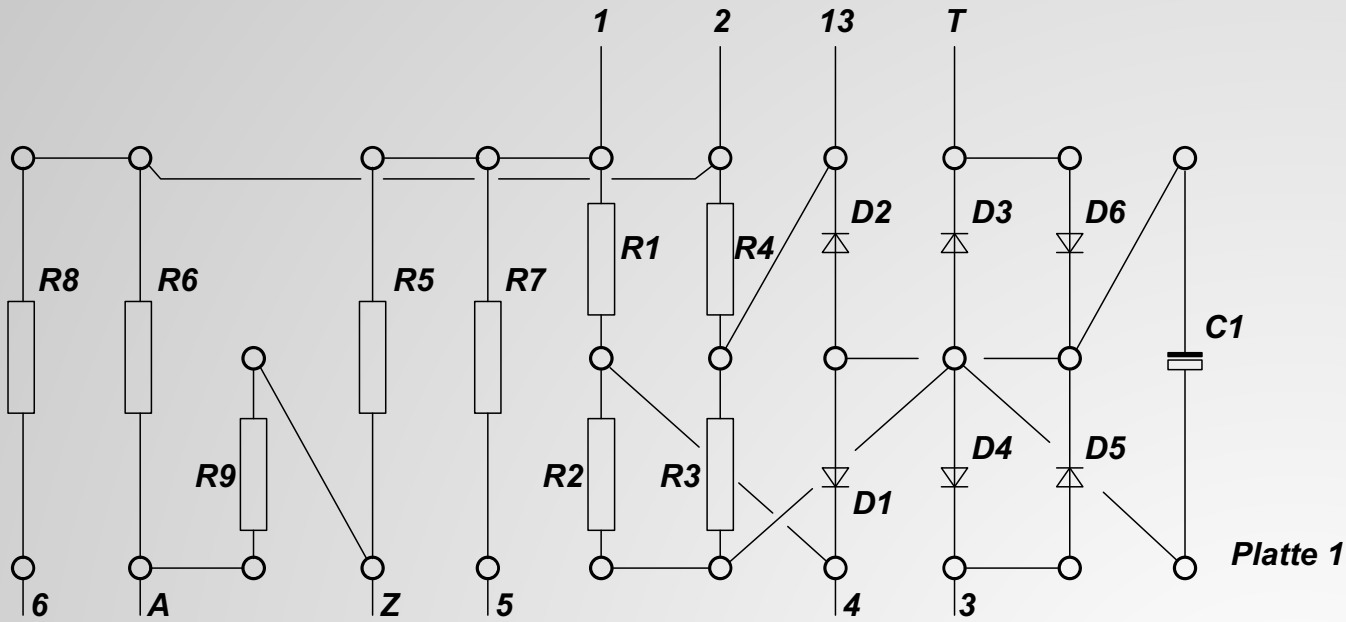 1 2 13 T
D2 D3 D6
R1 R4
R8 R6 R5 R7
C1
D5
D4
R9 R2 R3
D1
Platte 1
6 A Z 5 4 3